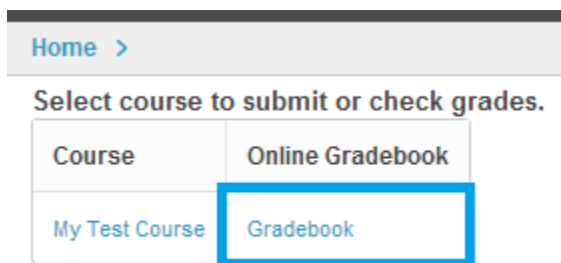 Home >
Select course to submit or check grades.
Course Online Gradebook
My Test Course Gradebook